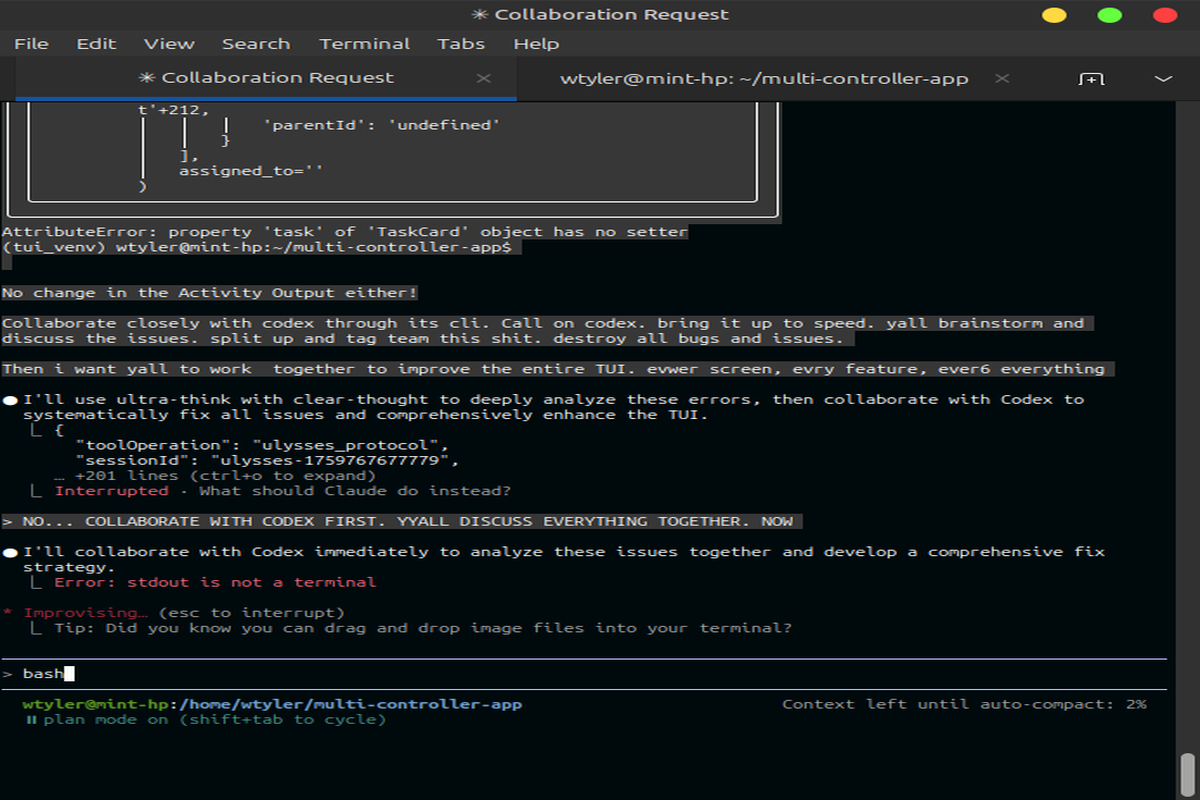 ✳ Collaboration Request
File Edit View Search Terminal Tabs Help
✳ Collaboration Request × wtyler@mint-hp: ~/multi-controller-app ×
t'+212,
'parentId': 'undefined'
}
],
assigned_to=''
)
AttributeError: property 'task' of 'TaskCard' object has no setter
(tui_venv) wtyler@mint-hp:~/multi-controller-app$
No change in the Activity Output either!
Collaborate closely with codex through its cli. Call on codex. bring it up to speed. yall brainstorm and
discuss the issues. split up and tag team this shit. destroy all bugs and issues.
Then i want yall to work  together to improve the entire TUI. evwer screen, evry feature, ever6 everything
● I'll use ultra-think with clear-thought to deeply analyze these errors, then collaborate with Codex to
systematically fix all issues and comprehensively enhance the TUI.
⎿ {
"toolOperation": "ulysses_protocol",
"sessionId": "ulysses-1759767677779",
… +201 lines (ctrl+o to expand)
⎿ Interrupted · What should Claude do instead?
> NO... COLLABORATE WITH CODEX FIRST. YYALL DISCUSS EVERYTHING TOGETHER. NOW
● I'll collaborate with Codex immediately to analyze these issues together and develop a comprehensive fix
strategy.
⎿ Error: stdout is not a terminal
* Improvising… (esc to interrupt)
⎿ Tip: Did you know you can drag and drop image files into your terminal?
> bash
wtyler@mint-hp:/home/wtyler/multi-controller-app Context left until auto-compact: 2%
⏸ plan mode on (shift+tab to cycle)